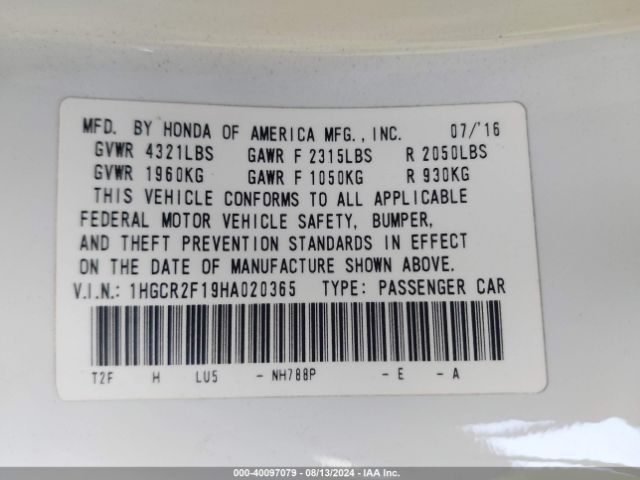 MFD. BY HONDA OF AMERICA MFG., INC. 07/'16
GVWR 4321LBS GAWR F 2315LBS R 2050LBS
GVWR 1960KG GAWR F 1050KG R 930KG
THIS VEHICLE CONFORMS TO ALL APPLICABLE
FEDERAL MOTOR VEHICLE SAFETY, BUMPER,
AND THEFT PREVENTION STANDARDS IN EFFECT
ON THE DATE OF MANUFACTURE SHOWN ABOVE.
V.I.N.: 1HGCR2F19HA020365 TYPE: PASSENGER CAR
T2F H LU5 - NH788P - E - A
000-40097079 - 08/13/2024 - IAA Inc.